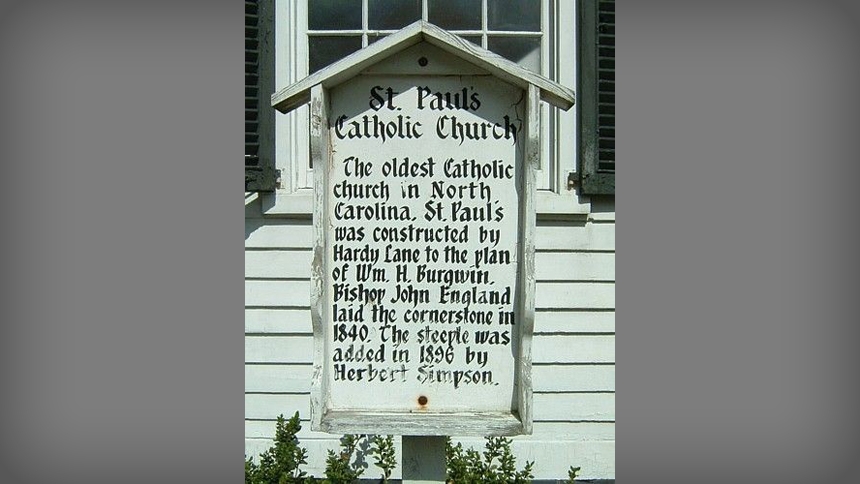 St. Paul's
Catholic Church
The oldest Catholic
church in North
Carolina. St. Paul's
was constructed by
Hardy Lane to the plan
of Wm. H. Burgwin.
Bishop John England
laid the cornerstone in
1840. The steeple was
added in 1896 by
Herbert Simpson.